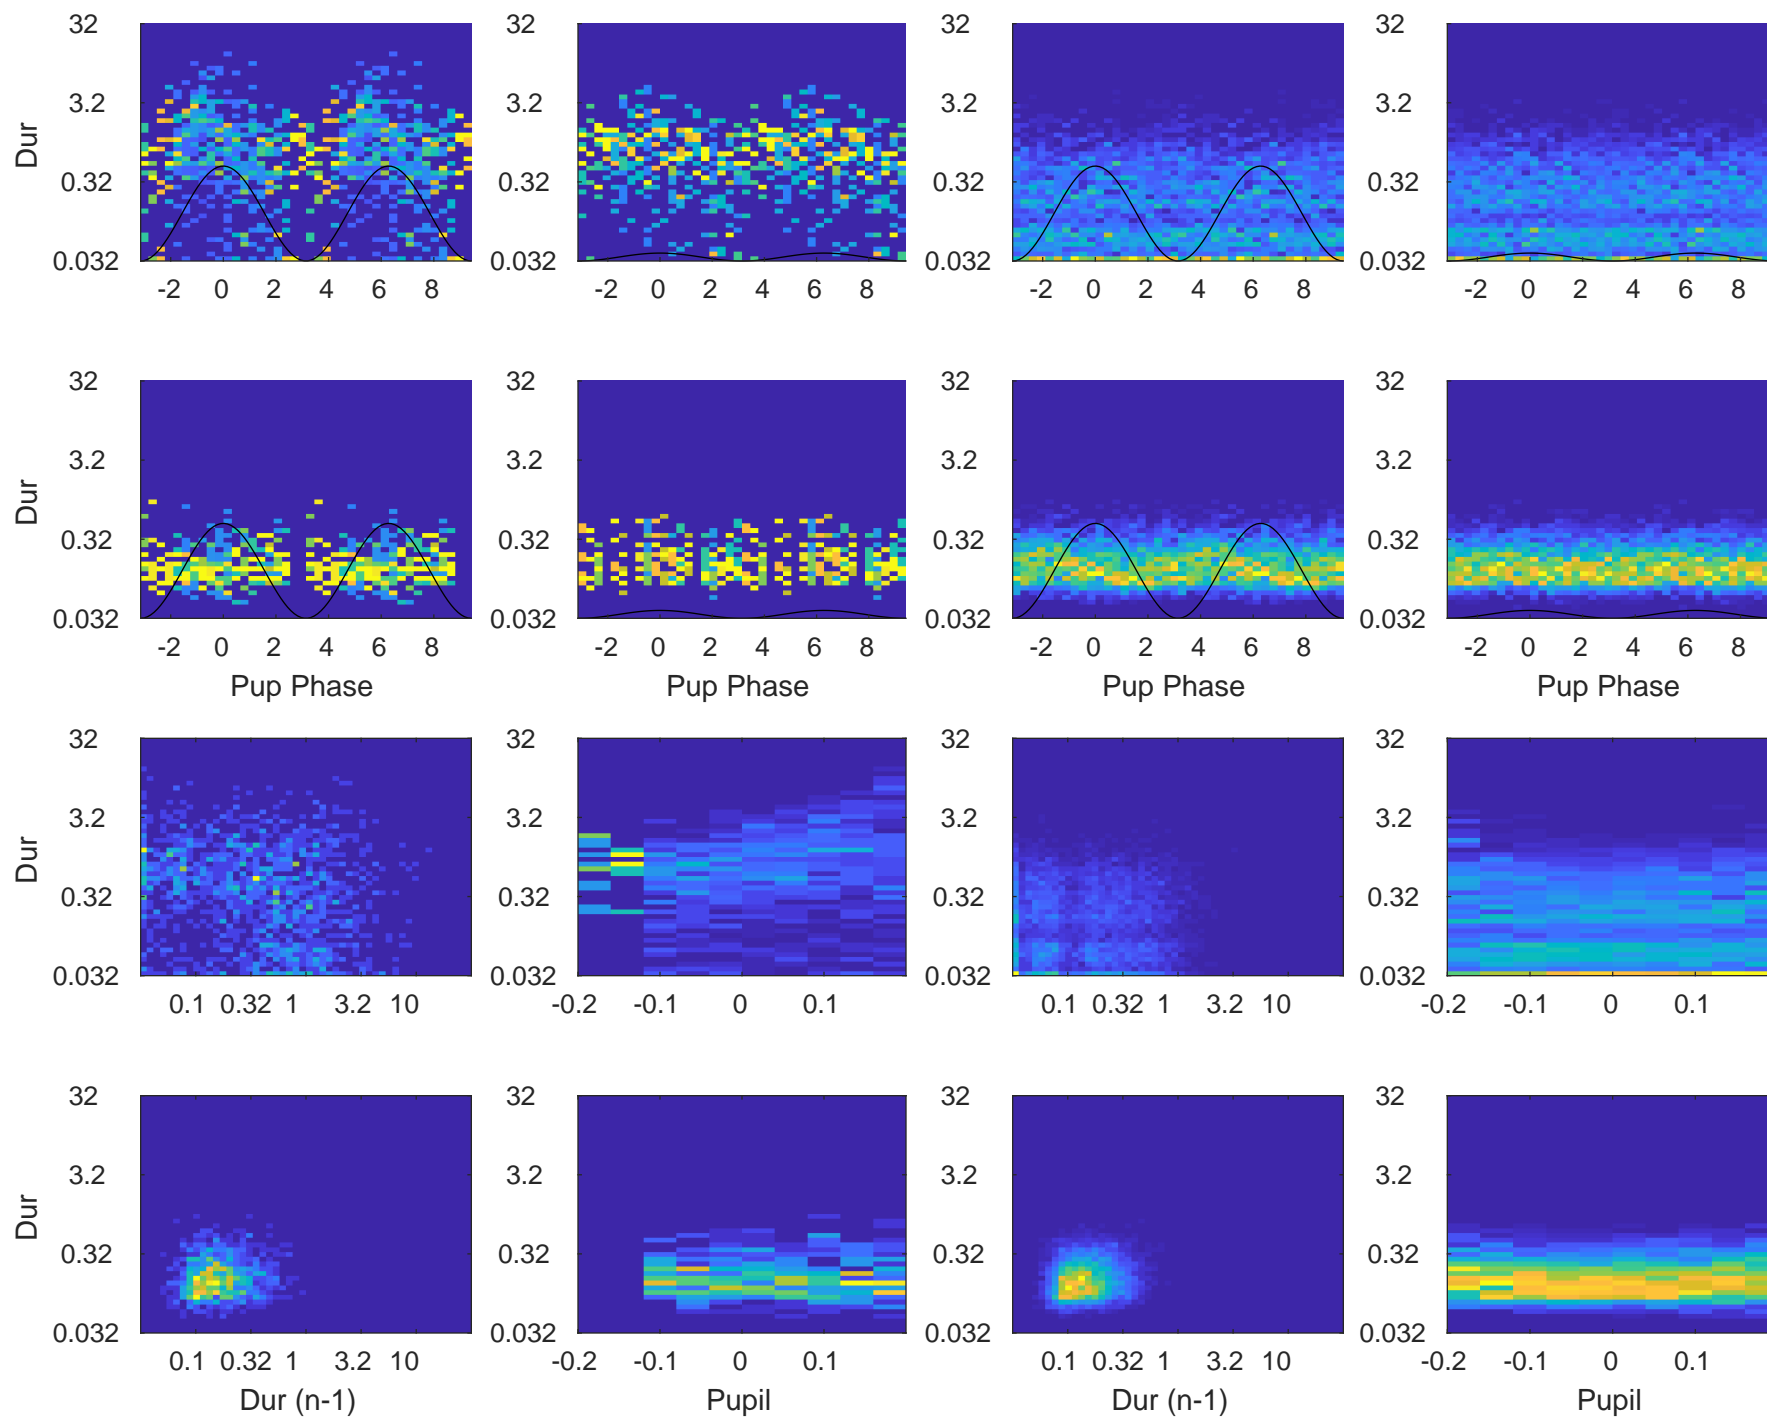 32 32 32 32
3.2 3.2 3.2 3.2
Dur
0.32 0.32 0.32 0.32
0.032 0.032 0.032 0.032
-2 0 2 4 6 8 -2 0 2 4 6 8 -2 0 2 4 6 8 -2 0 2 4 6 8
32 32 32 32
3.2 3.2 3.2 3.2
Dur
0.32 0.32 0.32 0.32
0.032 0.032 0.032 0.032
-2 0 2 4 6 8 -2 0 2 4 6 8 -2 0 2 4 6 8 -2 0 2 4 6 8
Pup Phase Pup Phase Pup Phase Pup Phase
32 32 32 32
3.2 3.2 3.2 3.2
Dur
0.32 0.32 0.32 0.32
0.032 0.032 0.032 0.032
0.1 0.32 1 3.2 10 -0.2 -0.1 0 0.1 0.1 0.32 1 3.2 10 -0.2 -0.1 0 0.1
32 32 32 32
3.2 3.2 3.2 3.2
Dur
0.32 0.32 0.32 0.32
0.032 0.032 0.032 0.032
0.1 0.32 1 3.2 10 -0.2 -0.1 0 0.1 0.1 0.32 1 3.2 10 -0.2 -0.1 0 0.1
Dur (n-1) Pupil Dur (n-1) Pupil